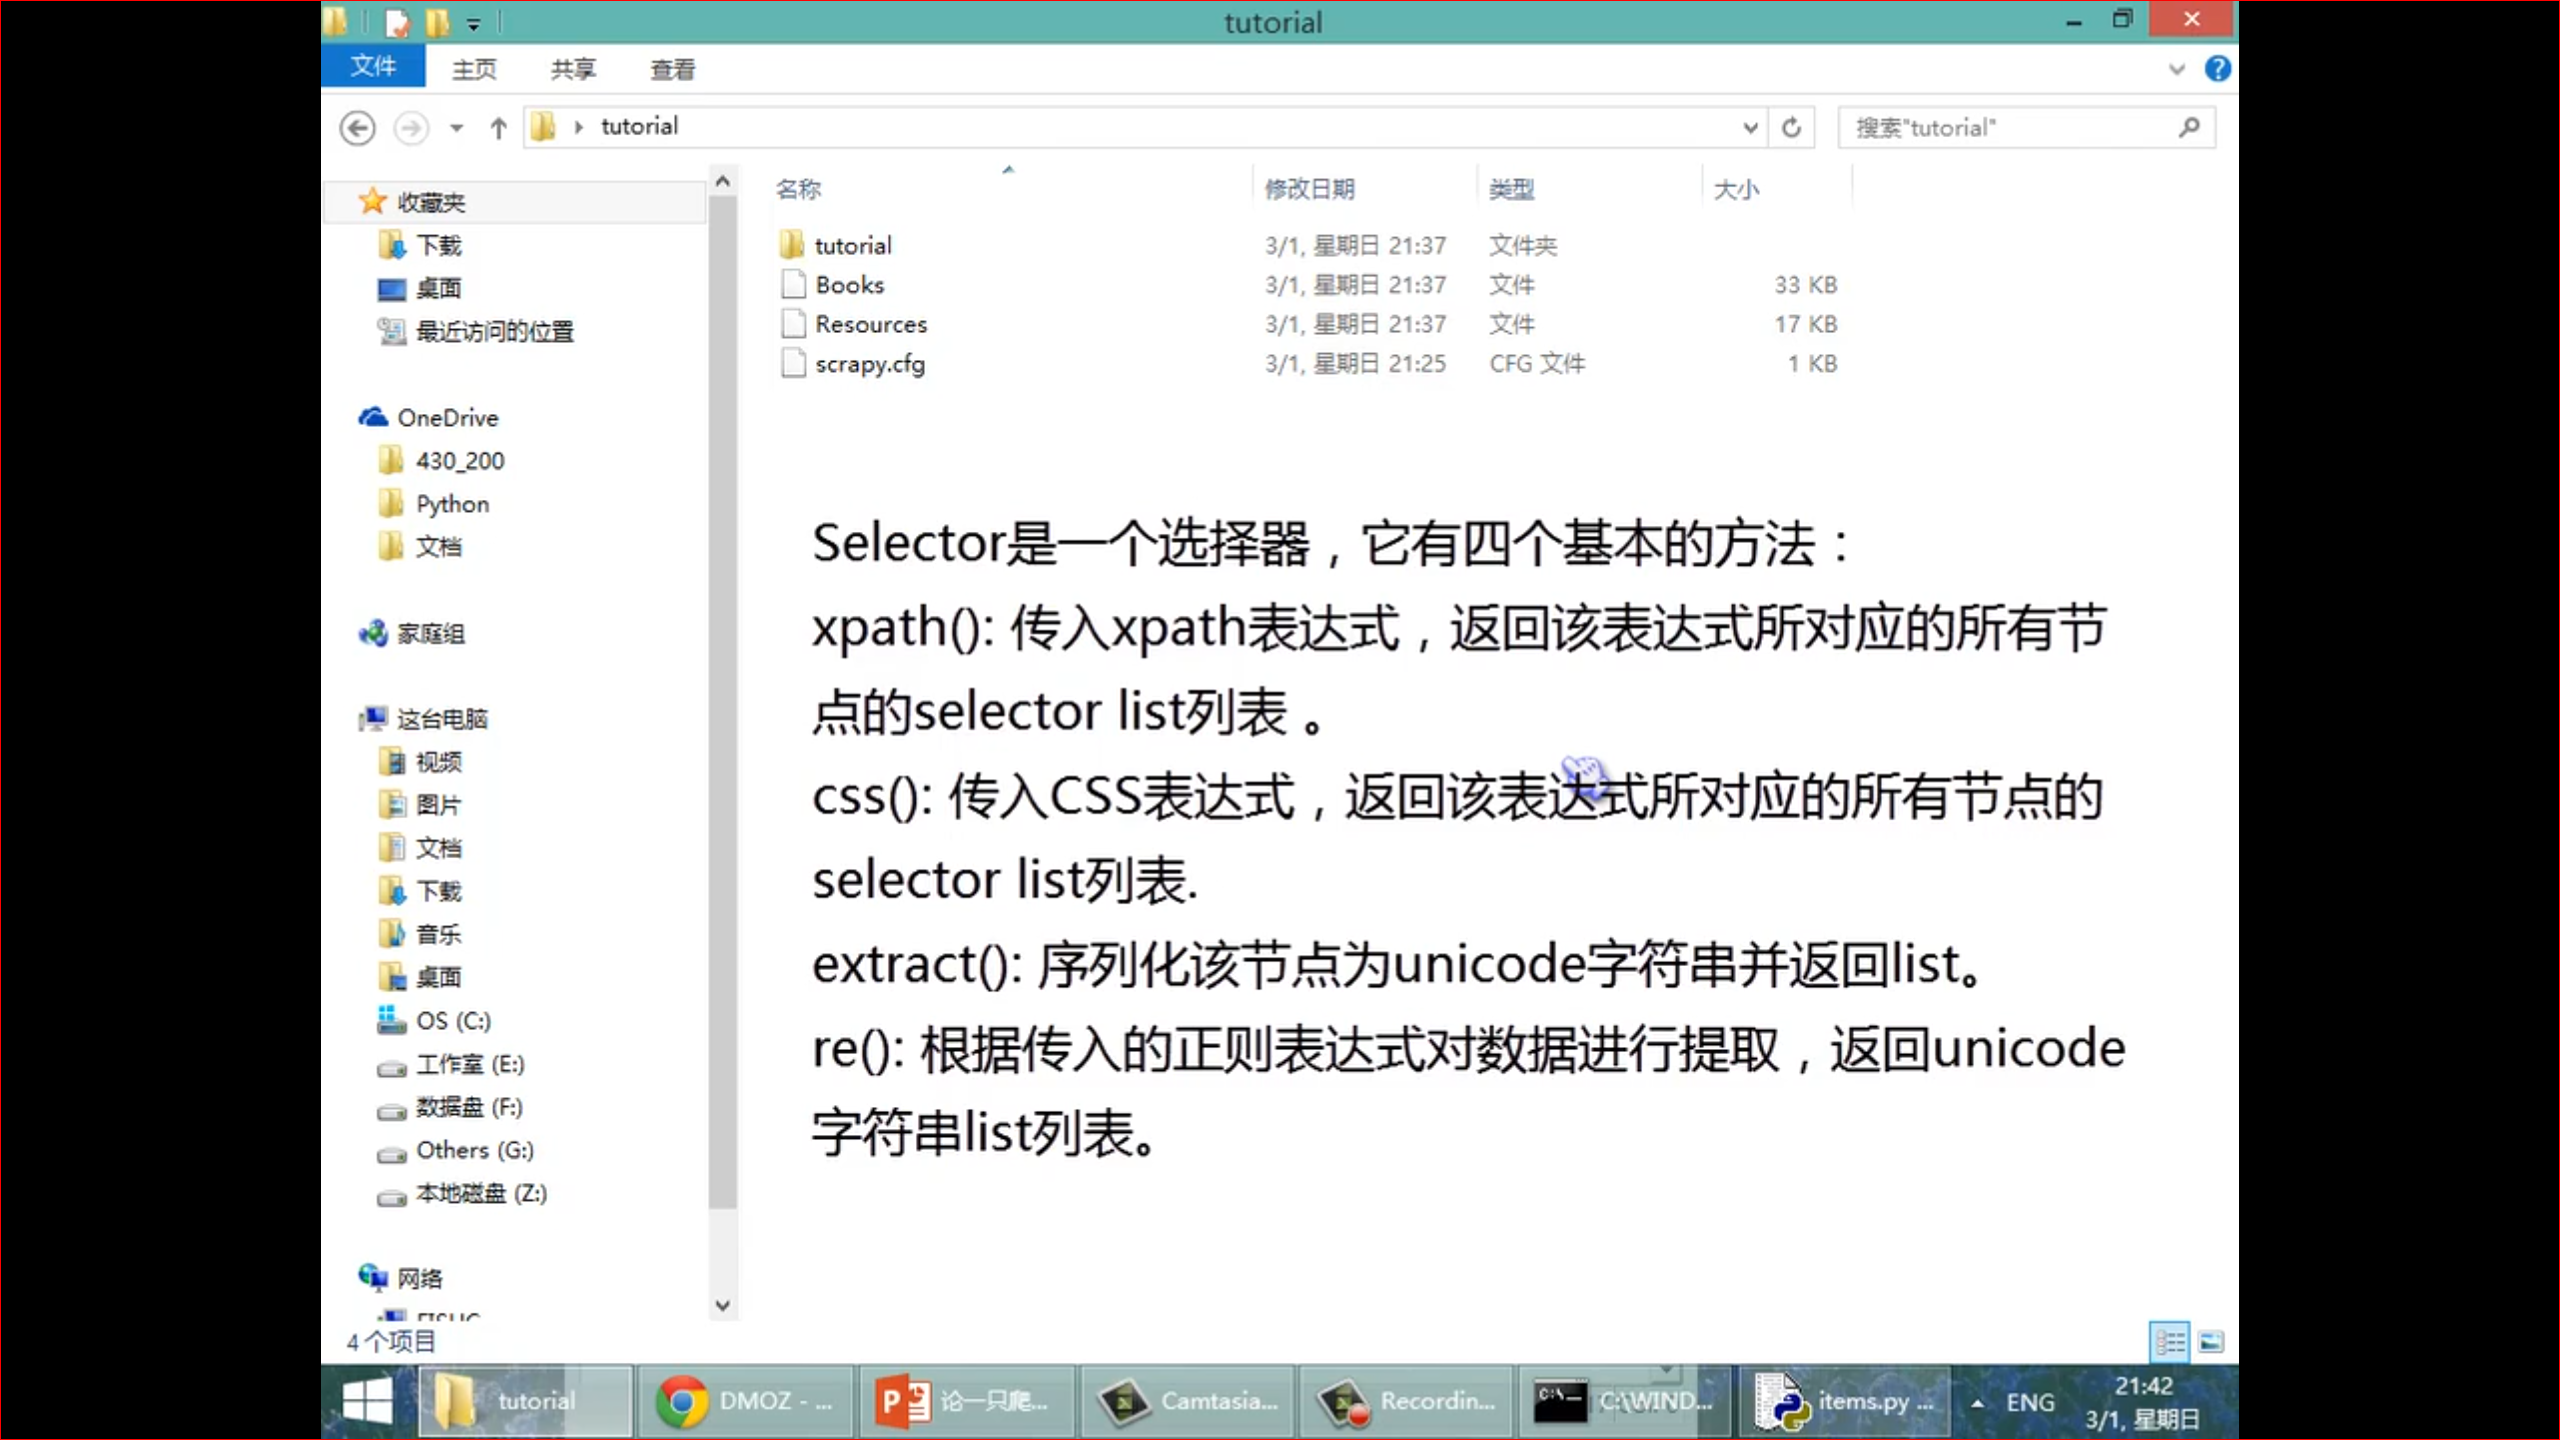 tutorial
文件 主页 共享 查看
tutorial
搜索"tutorial"
名称 修改日期 类型 大小
tutorial 3/1, 星期日 21:37 文件夹
Books 3/1, 星期日 21:37 文件 33 KB
Resources 3/1, 星期日 21:37 文件 17 KB
scrapy.cfg 3/1, 星期日 21:25 CFG 文件 1 KB
收藏夹
下载
桌面
最近访问的位置
OneDrive
430_200
Python
文档
家庭组
这台电脑
视频
图片
文档
下载
音乐
桌面
OS (C:)
工作室 (E:)
数据盘 (F:)
Others (G:)
本地磁盘 (Z:)
网络
Selector是一个选择器，它有四个基本的方法：
xpath(): 传入xpath表达式，返回该表达式所对应的所有节
点的selector list列表 。
css(): 传入CSS表达式，返回该表达式所对应的所有节点的
selector list列表.
extract(): 序列化该节点为unicode字符串并返回list。
re(): 根据传入的正则表达式对数据进行提取，返回unicode
字符串list列表。
4 个项目
tutorial
DMOZ - ...
论一只爬...
Camtasia...
Recordin...
C:\WIND...
items.py ...
ENG
21:42
3/1, 星期日